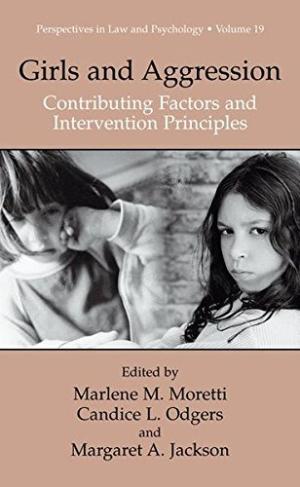 Perspectives in Law and Psychology • Volume 19
Girls and Aggression
Contributing Factors and
Intervention Principles
Edited by
Marlene M. Moretti
Candice L. Odgers
and
Margaret A. Jackson